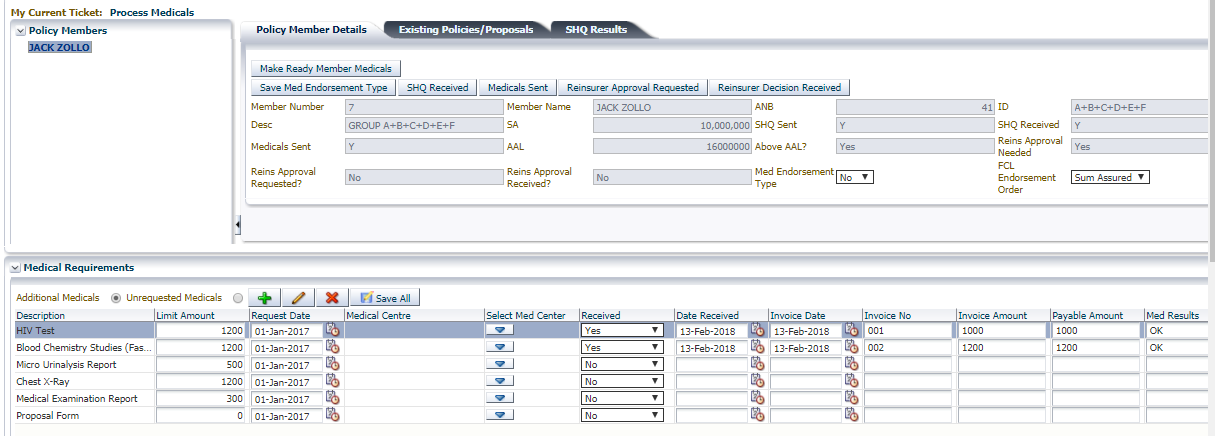 My Current Ticket: Process Medicals
Policy Members
JACK ZOLLO
Policy Member Details Existing Policies/Proposals SHQ Results
Make Ready Member Medicals
Save Med Endorsement Type SHQ Received Medicals Sent Reinsurer Approval Requested Reinsurer Decision Received
Member Number 7 Member Name JACK ZOLLO ANB 41 ID A+B+C+D+E+F
Desc GROUP A+B+C+D+E+F SA 10,000,000 SHQ Sent Y SHQ Received Y
Medicals Sent Y AAL 16000000 Above AAL? Yes Reins Approval Needed Yes
Reins Approval Requested? No Reins Approval Received? No Med Endorsement Type No FCL Endorsement Order Sum Assured
Medical Requirements
Additional Medicals Unrequested Medicals Save All
Description Limit Amount Request Date Medical Centre Select Med Center Received Date Received Invoice Date Invoice No Invoice Amount Payable Amount Med Results
HIV Test 1200 01-Jan-2017 Yes 13-Feb-2018 13-Feb-2018 001 1000 1000 OK
Blood Chemistry Studies (Fas... 1200 01-Jan-2017 Yes 13-Feb-2018 13-Feb-2018 002 1200 1200 OK
Micro Urinalysis Report 500 01-Jan-2017 No
Chest X-Ray 1200 01-Jan-2017 No
Medical Examination Report 300 01-Jan-2017 No
Proposal Form 0 01-Jan-2017 No